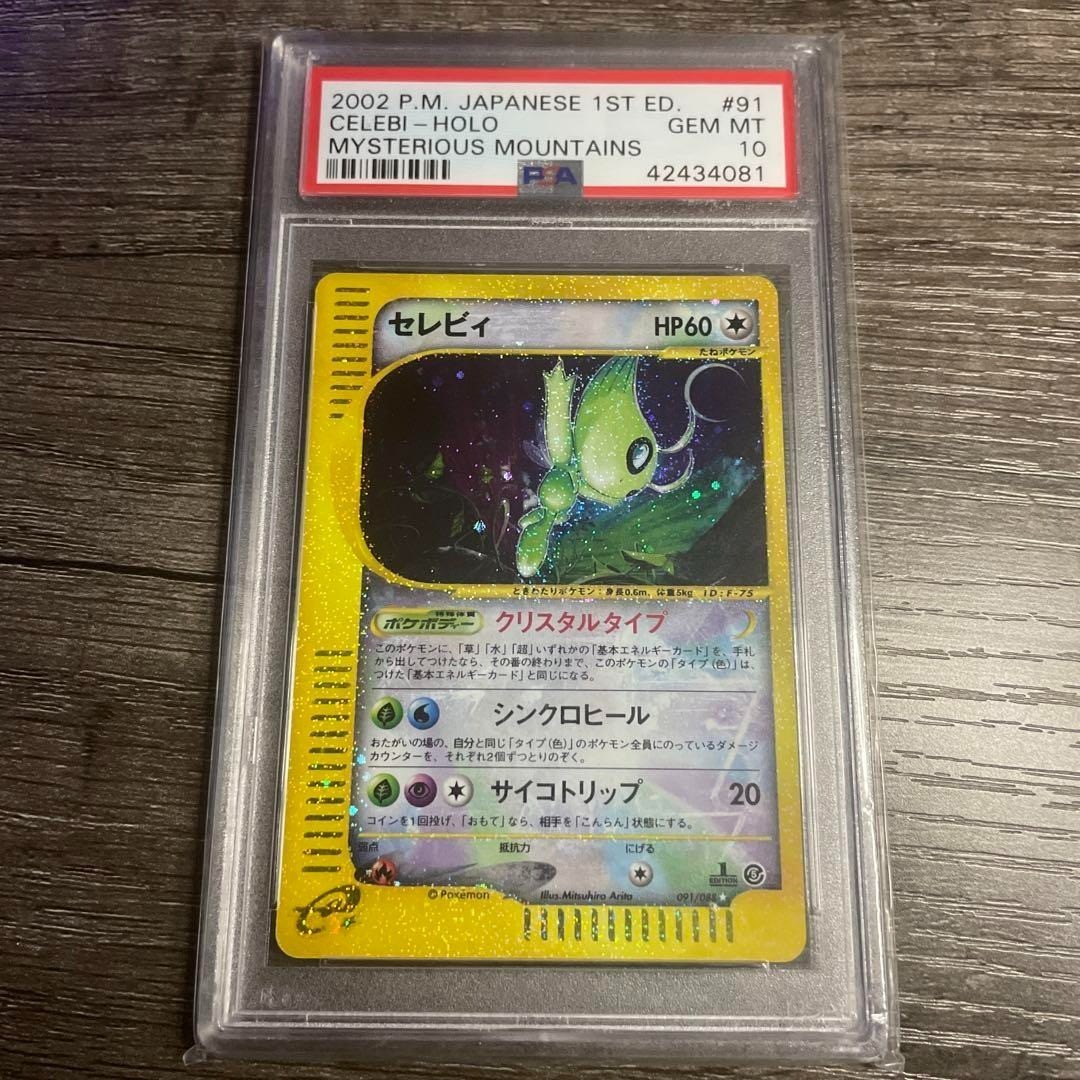 2002 P.M. JAPANESE 1ST ED. #91
CELEBI - HOLO GEM MT
MYSTERIOUS MOUNTAINS 10
PSA 42434081
セレビィ HP60
たねポケモン
ときわたりポケモン：身長0.6m、体重5kg ID：F-75
特殊体質
ポケボディー クリスタルタイプ
このポケモンに、「草」「水」「超」いずれかの「基本エネルギーカード」を、手札
から出してつけたなら、その番の終わりまで、このポケモンの「タイプ（色）」は、
つけた「基本エネルギーカード」と同じになる。
シンクロヒール
おたがいの場の、自分と同じ「タイプ（色）」のポケモン全員にのっているダメージ
カウンターを、それぞれ2個ずつとりのぞく。
サイコトリップ 20
コインを1回投げ、「おもて」なら、相手を「こんらん」状態にする。
弱点 抵抗力 にげる
1 EDITION
©Pokémon Illus.Mitsuhiro Arita 091/088